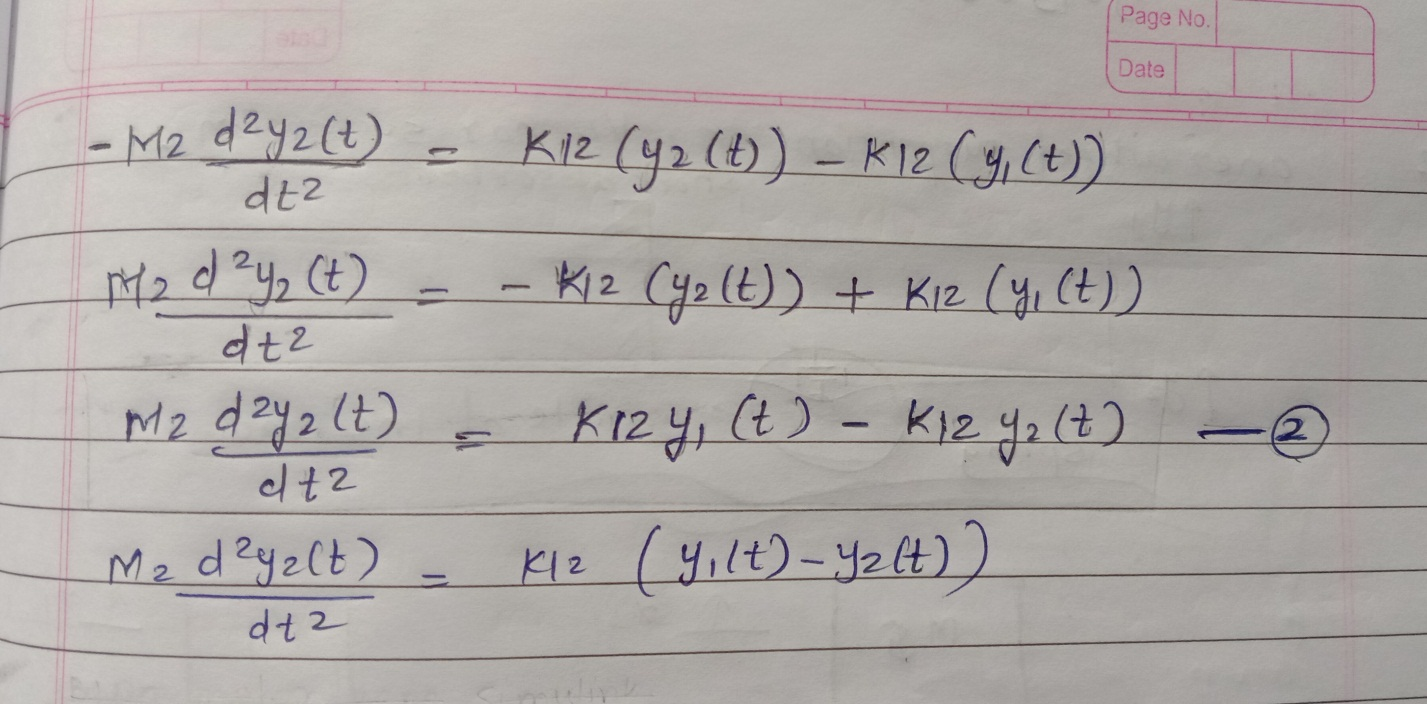 Page No.
Date
- M2 d²y2(t)/dt2 = K12 (y2(t)) - K12 (y1(t))
M2 d²y2(t)/dt2 = - K12 (y2(t)) + K12 (y1(t))
M2 d²y2(t)/dt2 = K12 y1(t) - K12 y2(t) — ②
M2 d²y2(t)/dt2 = K12 (y1(t) - y2(t))